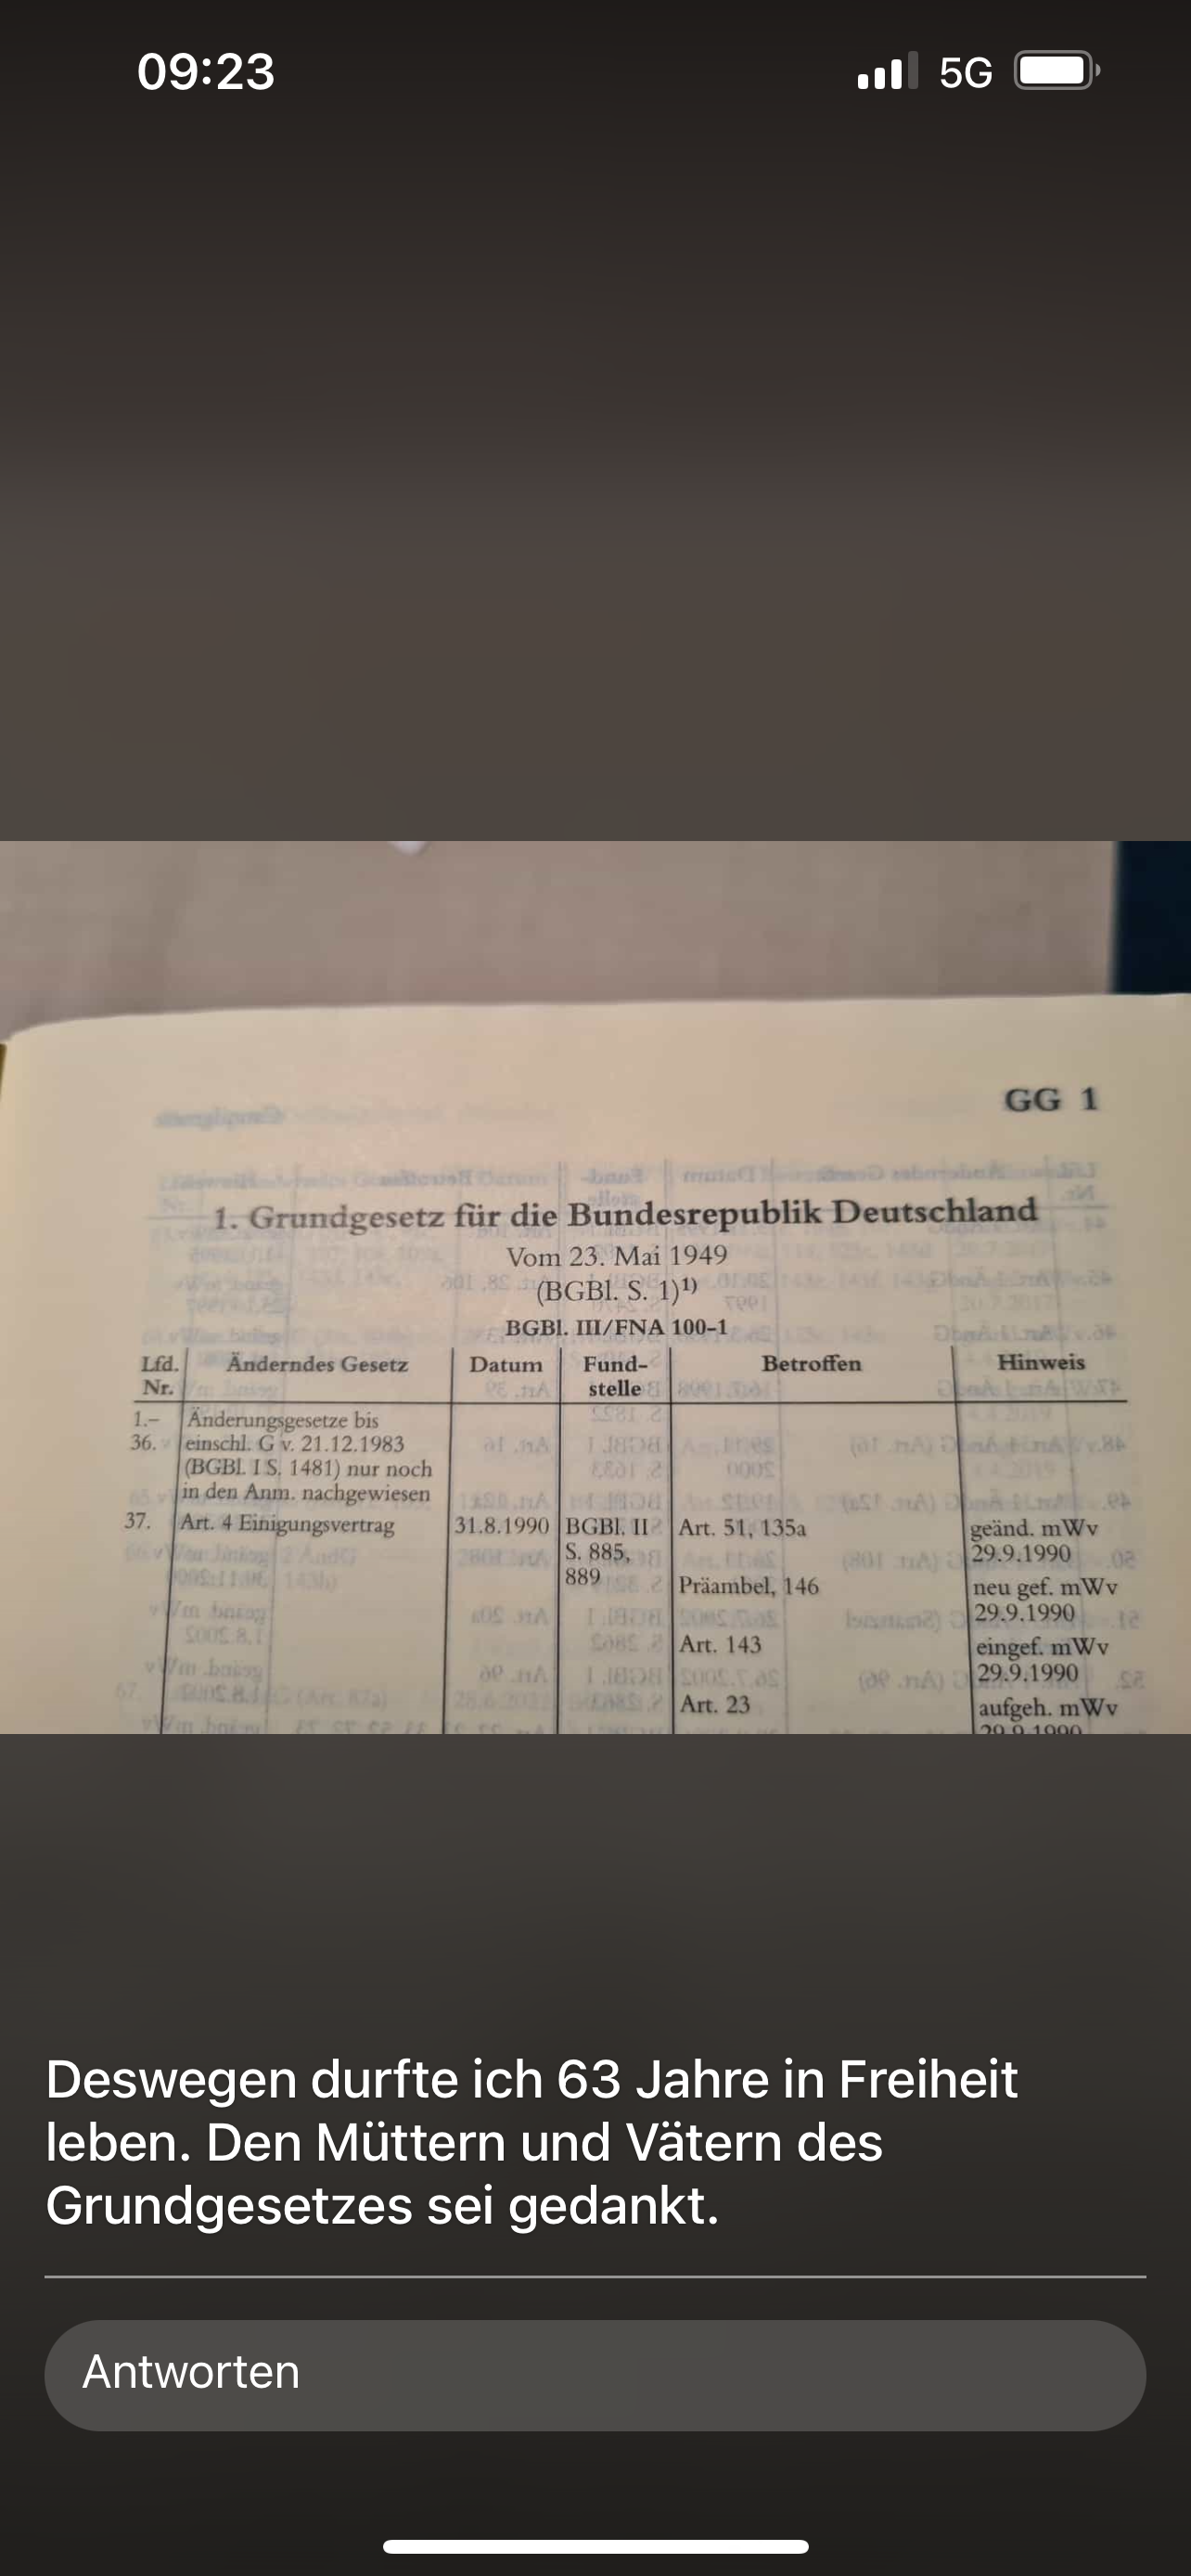 09:23
5G
GG 1
1. Grundgesetz für die Bundesrepublik Deutschland
Vom 23. Mai 1949
(BGBl. S. 1)1)
BGBl. III/FNA 100-1
Lfd. Nr. Änderndes Gesetz Datum Fund- stelle Betroffen Hinweis
1.– Änderungsgesetze bis
36. einschl. G v. 21.12.1983
(BGBl. I S. 1481) nur noch
in den Anm. nachgewiesen
37. Art. 4 Einigungsvertrag 31.8.1990 BGBl. II Art. 51, 135a geänd. mWv
S. 885, 29.9.1990
889 Präambel, 146 neu gef. mWv
29.9.1990
Art. 143 eingef. mWv
29.9.1990
Art. 23 aufgeh. mWv
29.9.1990
Deswegen durfte ich 63 Jahre in Freiheit
leben. Den Müttern und Vätern des
Grundgesetzes sei gedankt.
Antworten